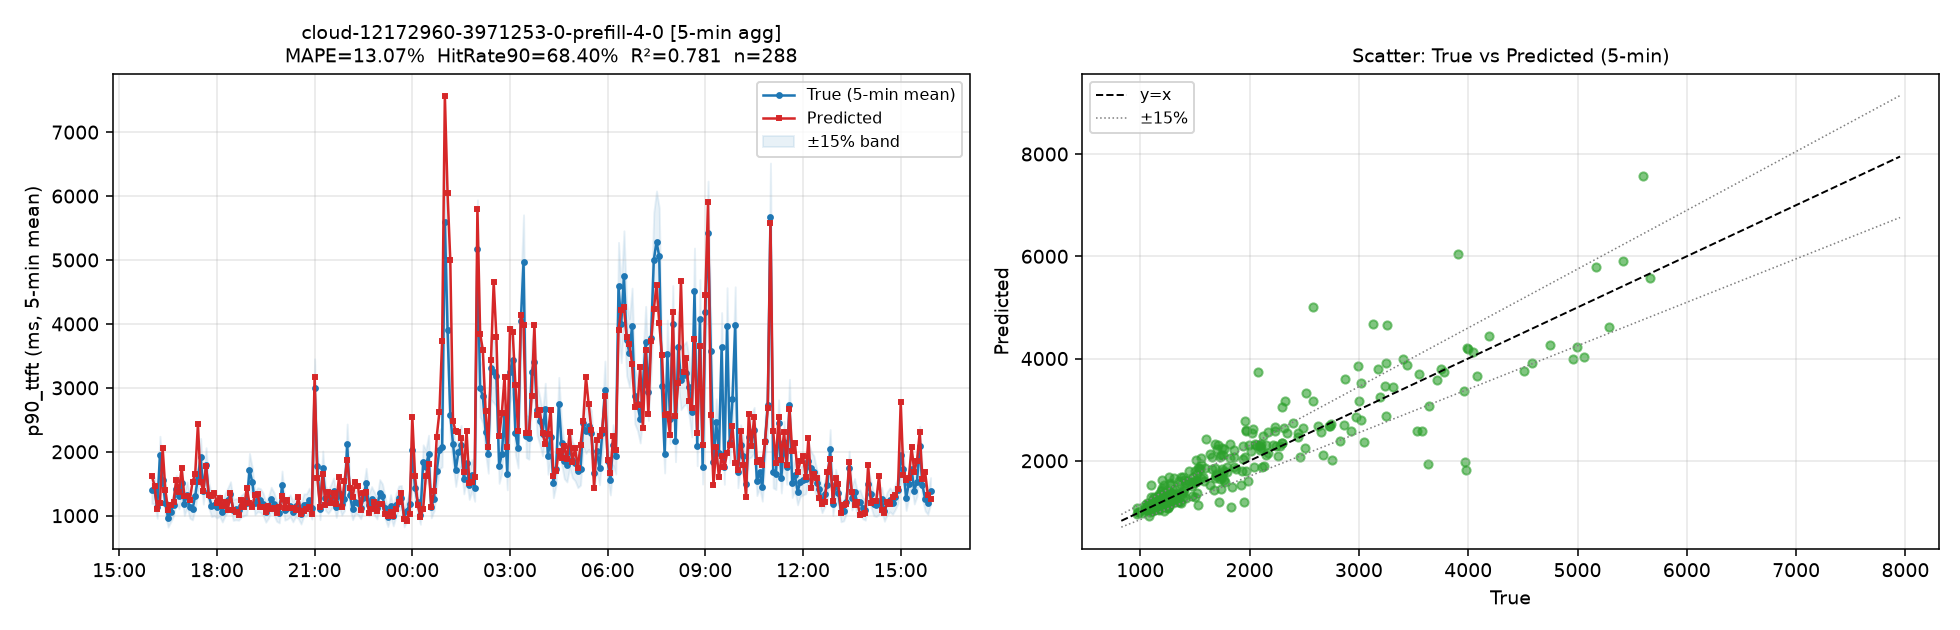 cloud-12172960-3971253-0-prefill-4-0 [5-min agg]
MAPE=13.07%  HitRate90=68.40%  R²=0.781  n=288
True (5-min mean)
Predicted
±15% band
p90_ttft (ms, 5-min mean)
7000
6000
5000
4000
3000
2000
1000
15:00
18:00
21:00
00:00
03:00
06:00
09:00
12:00
15:00
Scatter: True vs Predicted (5-min)
y=x
±15%
Predicted
8000
6000
4000
2000
1000
2000
3000
4000
5000
6000
7000
8000
True